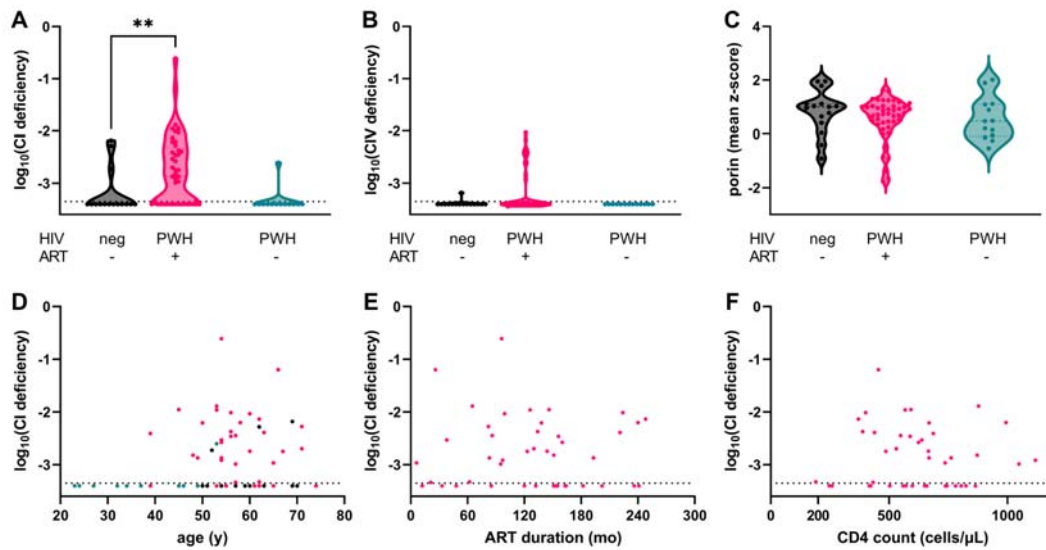 A
log10(CI deficiency)
0
-1
-2
-3
**
HIV neg PWH PWH
ART - + -
B
log10(CIV deficiency)
0
-1
-2
-3
HIV neg PWH PWH
ART - + -
C
porin (mean z-score)
4
2
0
-2
HIV neg PWH PWH
ART - + -
D
log10(CI deficiency)
0
-1
-2
-3
20 30 40 50 60 70 80
age (y)
E
log10(CI deficiency)
0
-1
-2
-3
0 60 120 180 240 300
ART duration (mo)
F
log10(CI deficiency)
0
-1
-2
-3
0 200 500 1000
CD4 count (cells/µL)